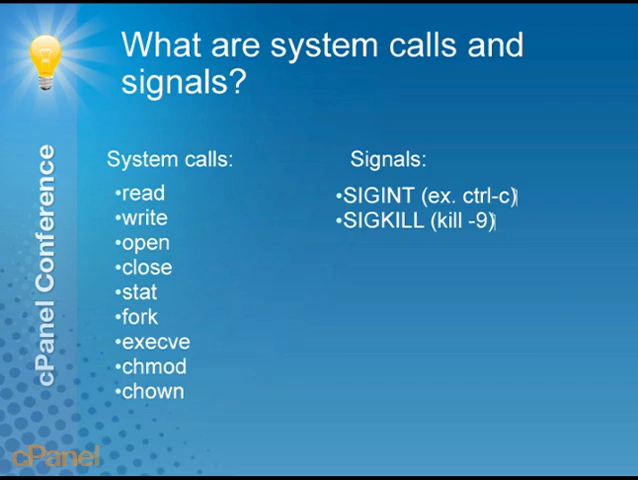 What are system calls and
signals?
System calls:
•read
•write
•open
•close
•stat
•fork
•execve
•chmod
•chown
Signals:
•SIGINT (ex. ctrl-c)
•SIGKILL (kill -9)
cPanel Conference
cPanel